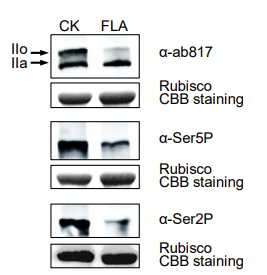 CK FLA
IIo
IIa
α-ab817
Rubisco
CBB staining
α-Ser5P
Rubisco
CBB staining
α-Ser2P
Rubisco
CBB staining